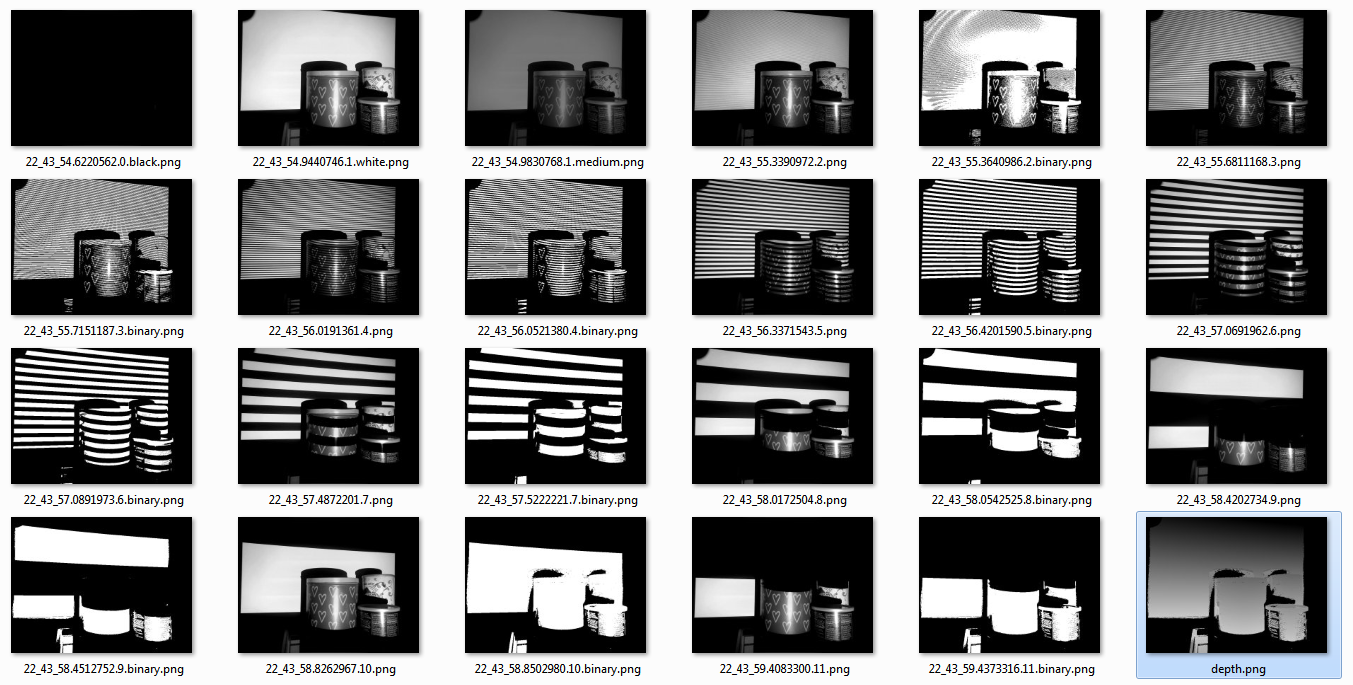 22_43_54.6220562.0.black.png
22_43_54.9440746.1.white.png
22_43_54.9830768.1.medium.png
22_43_55.3390972.2.png
22_43_55.3640986.2.binary.png
22_43_55.6811168.3.png
22_43_55.7151187.3.binary.png
22_43_56.0191361.4.png
22_43_56.0521380.4.binary.png
22_43_56.3371543.5.png
22_43_56.4201590.5.binary.png
22_43_57.0691962.6.png
22_43_57.0891973.6.binary.png
22_43_57.4872201.7.png
22_43_57.5222221.7.binary.png
22_43_58.0172504.8.png
22_43_58.0542525.8.binary.png
22_43_58.4202734.9.png
22_43_58.4512752.9.binary.png
22_43_58.8262967.10.png
22_43_58.8502980.10.binary.png
22_43_59.4083300.11.png
22_43_59.4373316.11.binary.png
depth.png